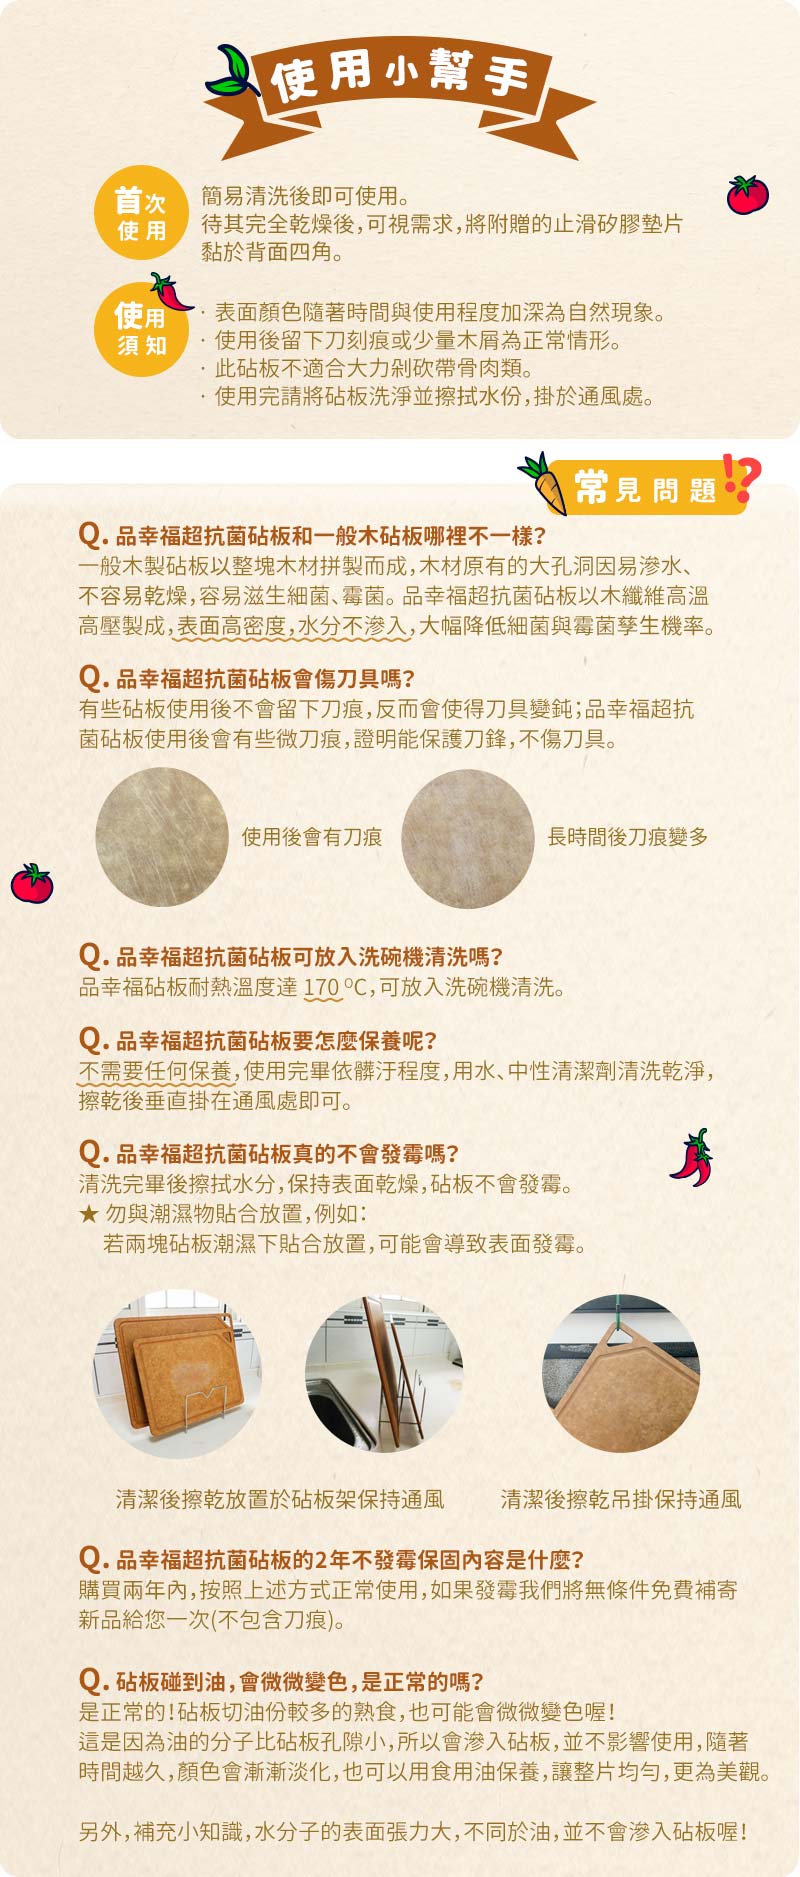 使用小幫手
首次
使用
簡易清洗後即可使用。
待其完全乾燥後,可視需求,將附贈的止滑矽膠墊片
黏於背面四角。
使用
須知
· 表面顏色隨著時間與使用程度加深為自然現象。
· 使用後留下刀刻痕或少量木屑為正常情形。
· 此砧板不適合大力剁砍帶骨肉類。
· 使用完請將砧板洗淨並擦拭水份,掛於通風處。
常見問題!?
Q. 品幸福超抗菌砧板和一般木砧板哪裡不一樣?
一般木製砧板以整塊木材拼製而成,木材原有的大孔洞因易滲水、
不容易乾燥,容易滋生細菌、霉菌。品幸福超抗菌砧板以木纖維高溫
高壓製成,表面高密度,水分不滲入,大幅降低細菌與霉菌孳生機率。
Q. 品幸福超抗菌砧板會傷刀具嗎?
有些砧板使用後不會留下刀痕,反而會使得刀具變鈍;品幸福超抗
菌砧板使用後會有些微刀痕,證明能保護刀鋒,不傷刀具。
使用後會有刀痕
長時間後刀痕變多
Q. 品幸福超抗菌砧板可放入洗碗機清洗嗎?
品幸福砧板耐熱溫度達 170 ⁰C,可放入洗碗機清洗。
Q. 品幸福超抗菌砧板要怎麼保養呢?
不需要任何保養,使用完畢依髒汙程度,用水、中性清潔劑清洗乾淨,
擦乾後垂直掛在通風處即可。
Q. 品幸福超抗菌砧板真的不會發霉嗎?
清洗完畢後擦拭水分,保持表面乾燥,砧板不會發霉。
★ 勿與潮濕物貼合放置,例如:
若兩塊砧板潮濕下貼合放置,可能會導致表面發霉。
清潔後擦乾放置於砧板架保持通風
清潔後擦乾吊掛保持通風
Q. 品幸福超抗菌砧板的2年不發霉保固內容是什麼?
購買兩年內,按照上述方式正常使用,如果發霉我們將無條件免費補寄
新品給您一次(不包含刀痕)。
Q. 砧板碰到油,會微微變色,是正常的嗎?
是正常的!砧板切油份較多的熟食,也可能會微微變色喔!
這是因為油的分子比砧板孔隙小,所以會滲入砧板,並不影響使用,隨著
時間越久,顏色會漸漸淡化,也可以用食用油保養,讓整片均勻,更為美觀。
另外,補充小知識,水分子的表面張力大,不同於油,並不會滲入砧板喔!